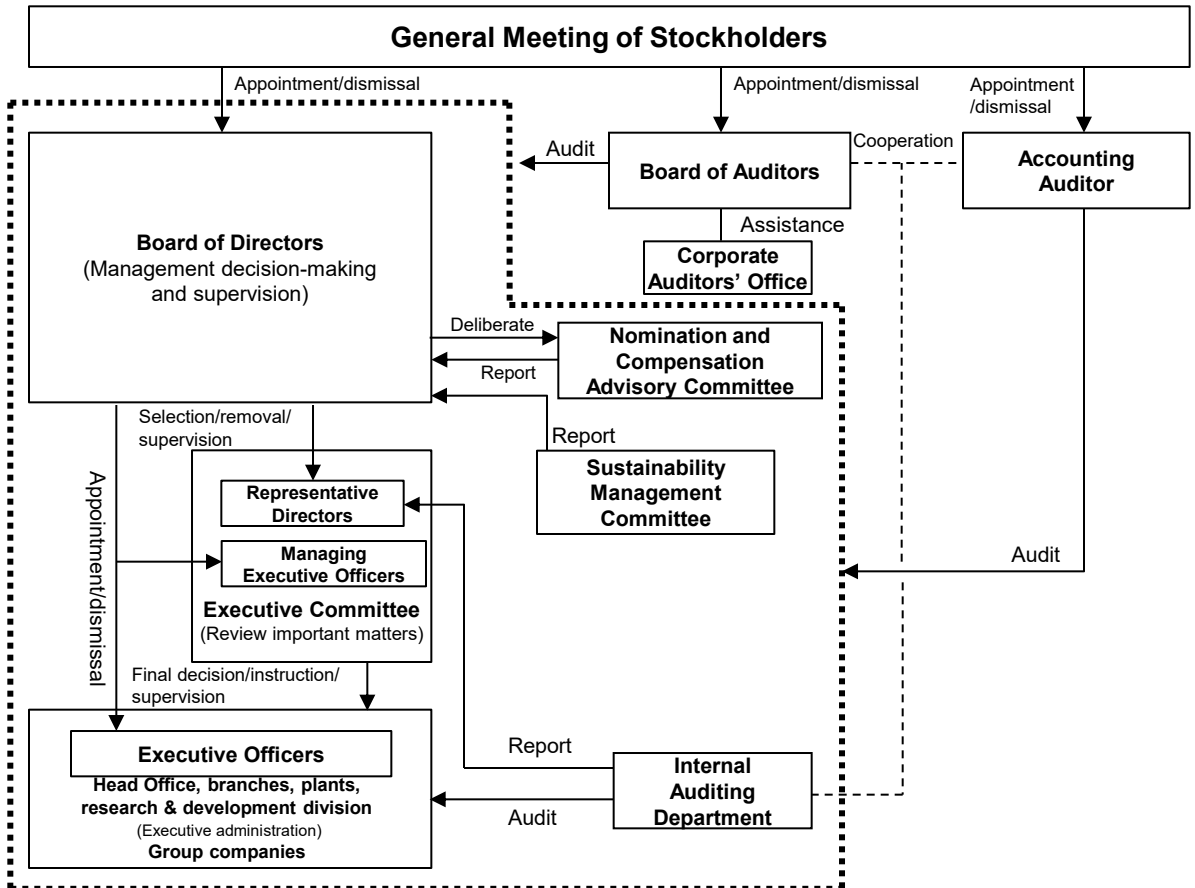 General Meeting of Stockholders
Appointment/dismissal
Appointment/dismissal
Appointment
/dismissal
Audit
Board of Auditors
Cooperation
Accounting
Auditor
Assistance
Corporate
Auditors’ Office
Board of Directors
(Management decision-making
and supervision)
Deliberate
Report
Nomination and
Compensation
Advisory Committee
Report
Sustainability
Management
Committee
Selection/removal/
supervision
Appointment/dismissal
Representative
Directors
Managing
Executive Officers
Executive Committee
(Review important matters)
Audit
Final decision/instruction/
supervision
Executive Officers
Head Office, branches, plants,
research & development division
(Executive administration)
Group companies
Report
Audit
Internal
Auditing
Department